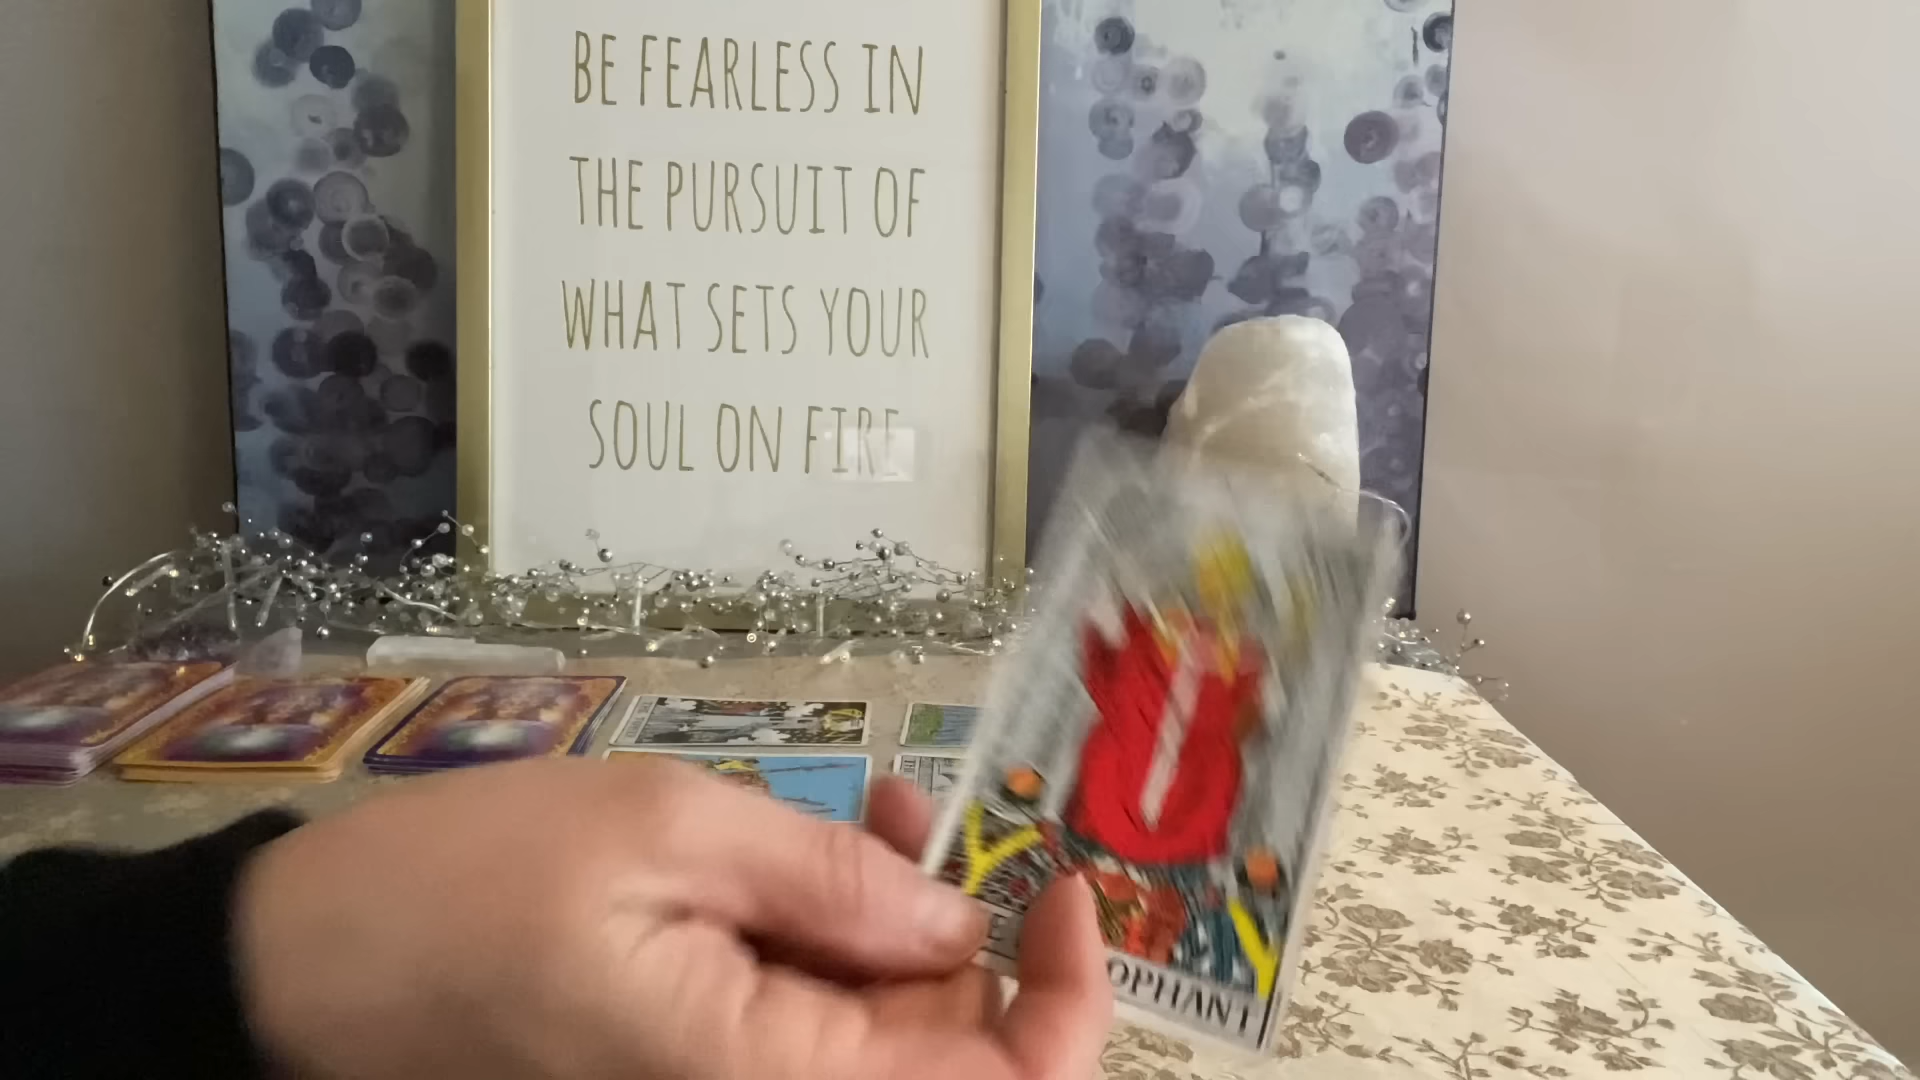 BE FEARLESS IN
THE PURSUIT OF
WHAT SETS YOUR
SOUL ON FIRE
OPHANT